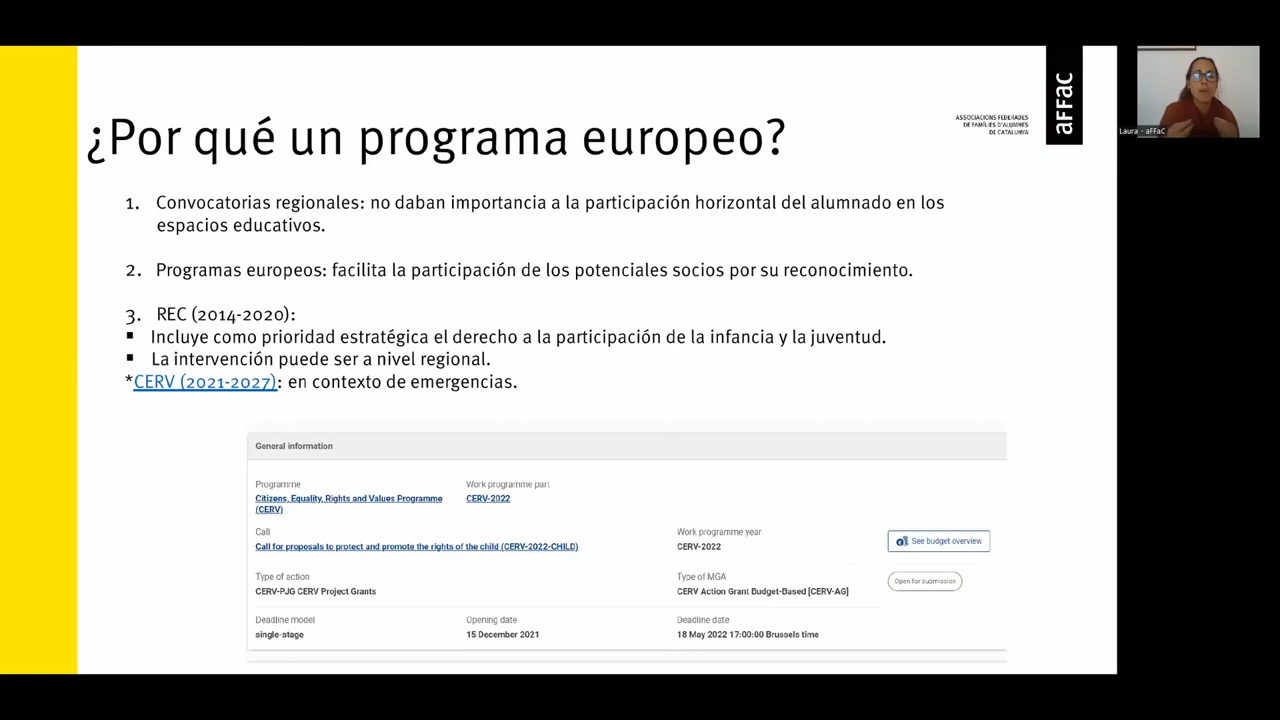 ¿Por qué un programa europeo?
ASSOCIACIONS FEDERADES
DE FAMÍLIES D'ALUMNES
DE CATALUNYA
aFFaC
Laura - aFFaC
1. Convocatorias regionales: no daban importancia a la participación horizontal del alumnado en los
espacios educativos.
2. Programas europeos: facilita la participación de los potenciales socios por su reconocimiento.
3. REC (2014-2020):
▪ Incluye como prioridad estratégica el derecho a la participación de la infancia y la juventud.
▪ La intervención puede ser a nivel regional.
*CERV (2021-2027): en contexto de emergencias.
General information
Programme
Work programme part
Citizens, Equality, Rights and Values Programme
(CERV)
CERV-2022
Call
Work programme year
Call for proposals to protect and promote the rights of the child (CERV-2022-CHILD)
CERV-2022
See budget overview
Type of action
Type of MGA
CERV-PJG CERV Project Grants
CERV Action Grant Budget-Based [CERV-AG]
Open for submission
Deadline model
Opening date
Deadline date
single-stage
15 December 2021
18 May 2022 17:00:00 Brussels time